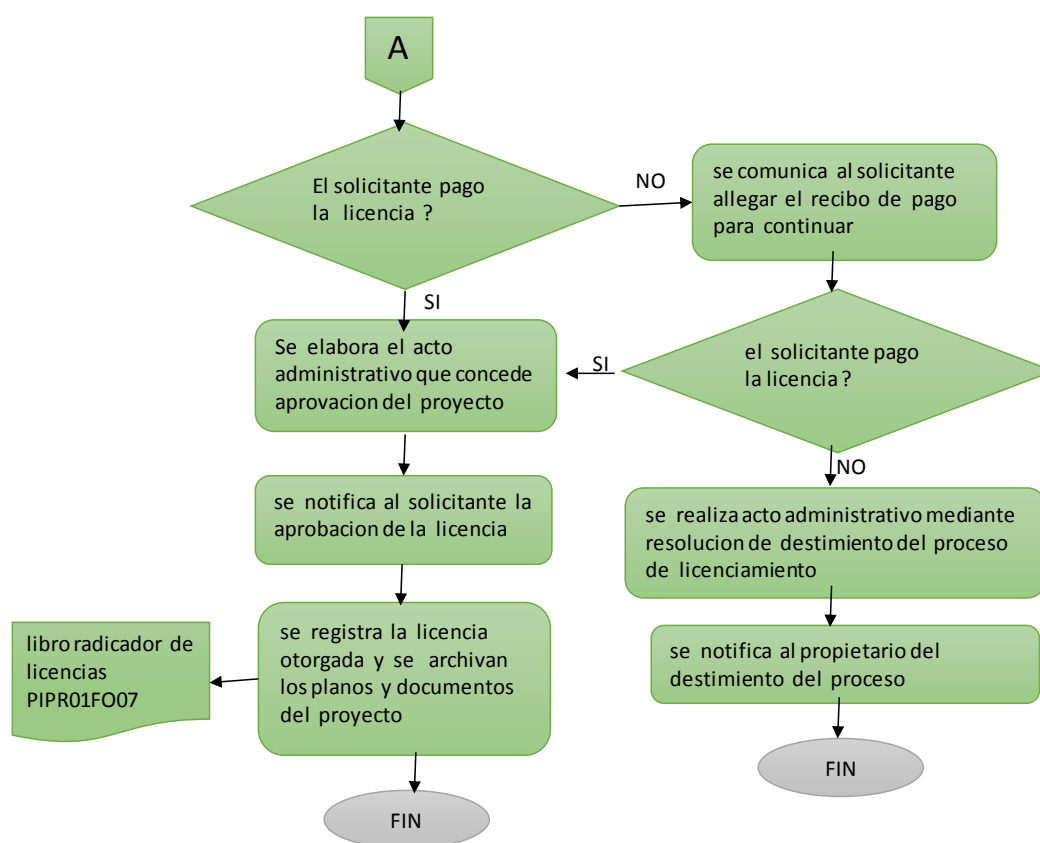 A
El solicitante pago
la licencia ?
NO
se comunica al solicitante
allegar el recibo de pago
para continuar
SI
Se elabora el acto
administrativo que concede
aprovacion del proyecto
SI
el solicitante pago
la licencia ?
NO
se notifica al solicitante la
aprobacion de la licencia
se realiza acto administrativo mediante
resolucion de destimiento del proceso
de licenciamiento
libro radicador de
licencias
PIPR01FO07
se registra la licencia
otorgada y se archivan
los planos y documentos
del proyecto
se notifica al propietario del
destimiento del proceso
FIN
FIN